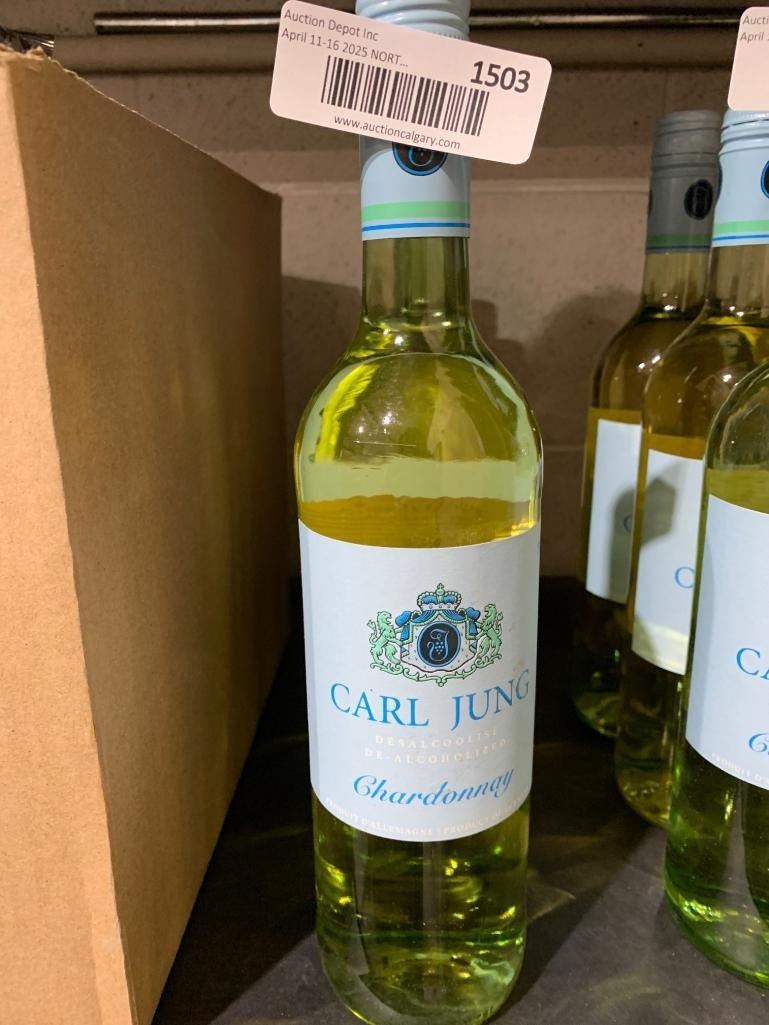 Auction Depot Inc
April 11-16 2025 NORT...
1503
www.auctioncalgary.com
CARL JUNG
DÉSALCOOLISÉ
DE-ALCOHOLIZED
Chardonnay
PRODUIT D'ALLEMAGNE | PRODUCT OF